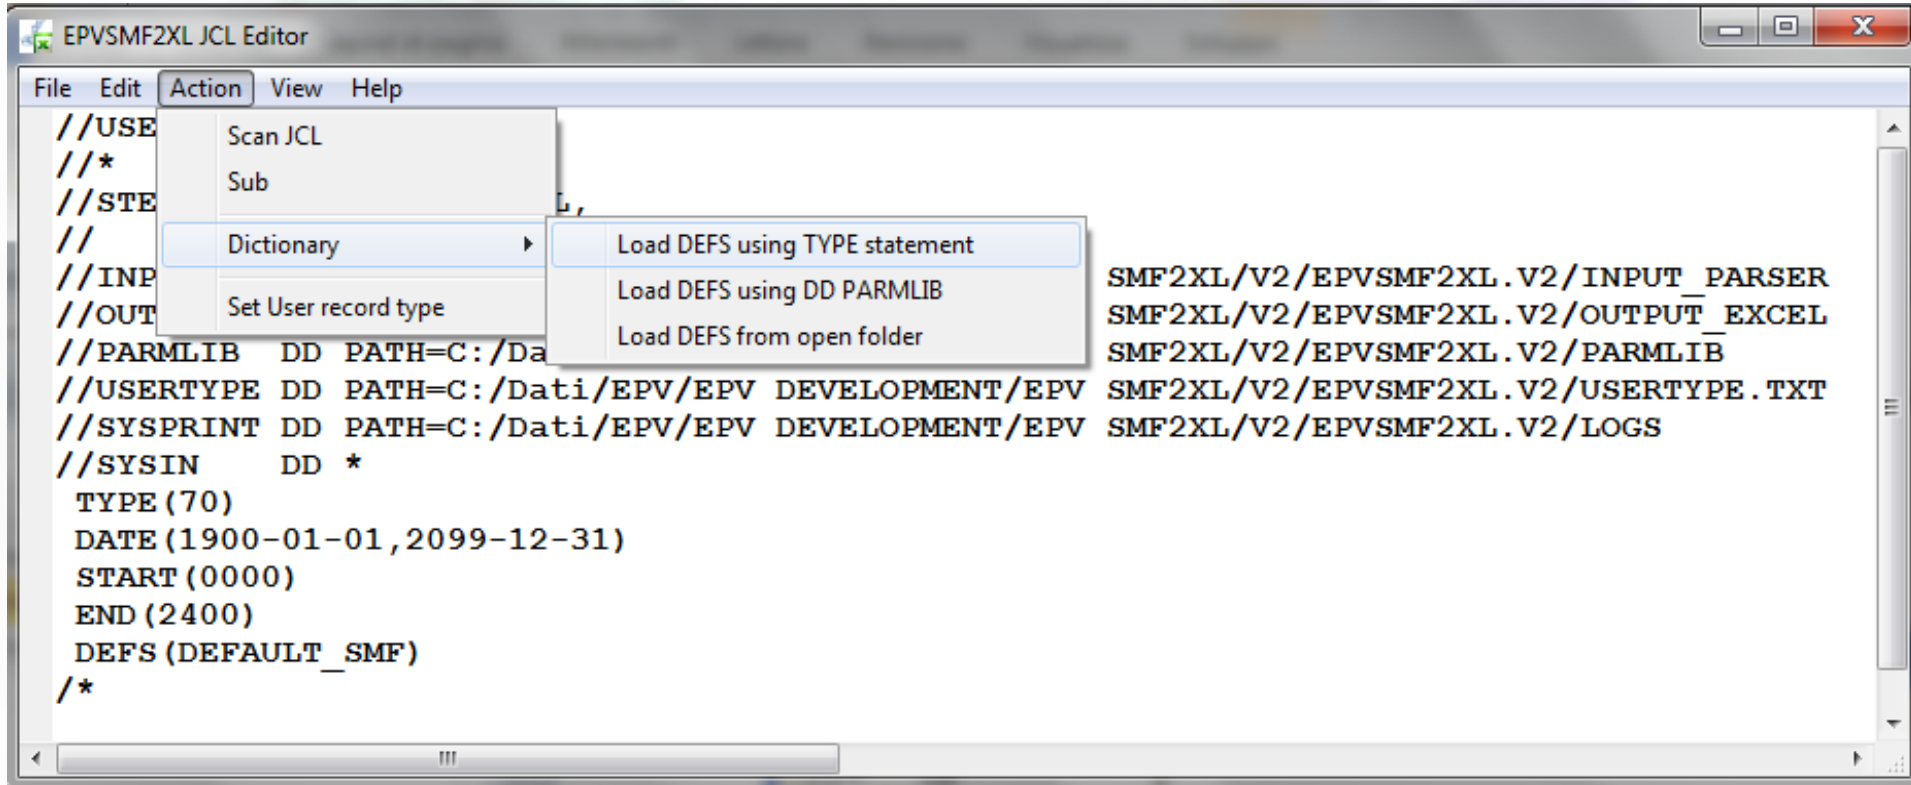 EPVSMF2XL JCL Editor
File Edit Action View Help
//USE
Scan JCL
//*
Sub
//STE L,
// Dictionary Load DEFS using TYPE statement
//INP Load DEFS using DD PARMLIB SMF2XL/V2/EPVSMF2XL.V2/INPUT_PARSER
//OUT Set User record type SMF2XL/V2/EPVSMF2XL.V2/OUTPUT_EXCEL
Load DEFS from open folder
//PARMLIB DD PATH=C:/Da SMF2XL/V2/EPVSMF2XL.V2/PARMLIB
//USERTYPE DD PATH=C:/Dati/EPV/EPV DEVELOPMENT/EPV SMF2XL/V2/EPVSMF2XL.V2/USERTYPE.TXT
//SYSPRINT DD PATH=C:/Dati/EPV/EPV DEVELOPMENT/EPV SMF2XL/V2/EPVSMF2XL.V2/LOGS
//SYSIN DD *
TYPE(70)
DATE(1900-01-01,2099-12-31)
START(0000)
END(2400)
DEFS(DEFAULT_SMF)
/*